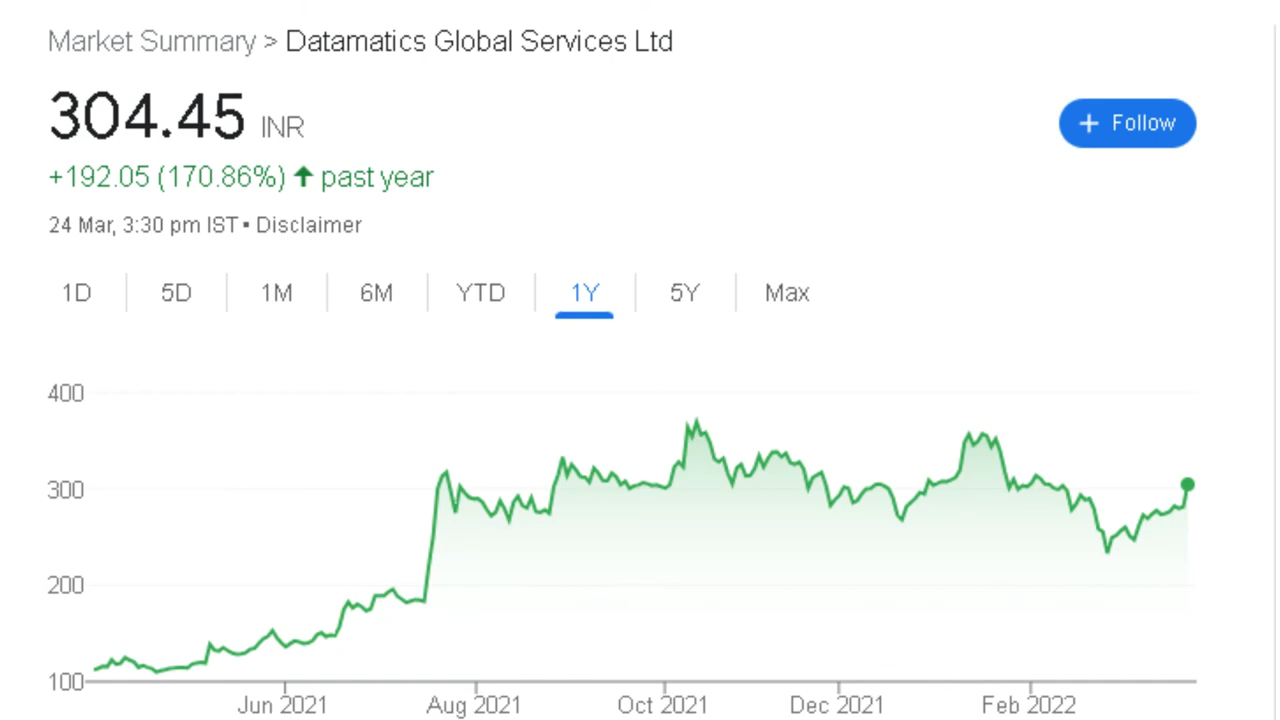 Market Summary > Datamatics Global Services Ltd
304.45 INR
+ Follow
+192.05 (170.86%) ↑ past year
24 Mar, 3:30 pm IST • Disclaimer
1D 5D 1M 6M YTD 1Y 5Y Max
400
300
200
100
Jun 2021 Aug 2021 Oct 2021 Dec 2021 Feb 2022